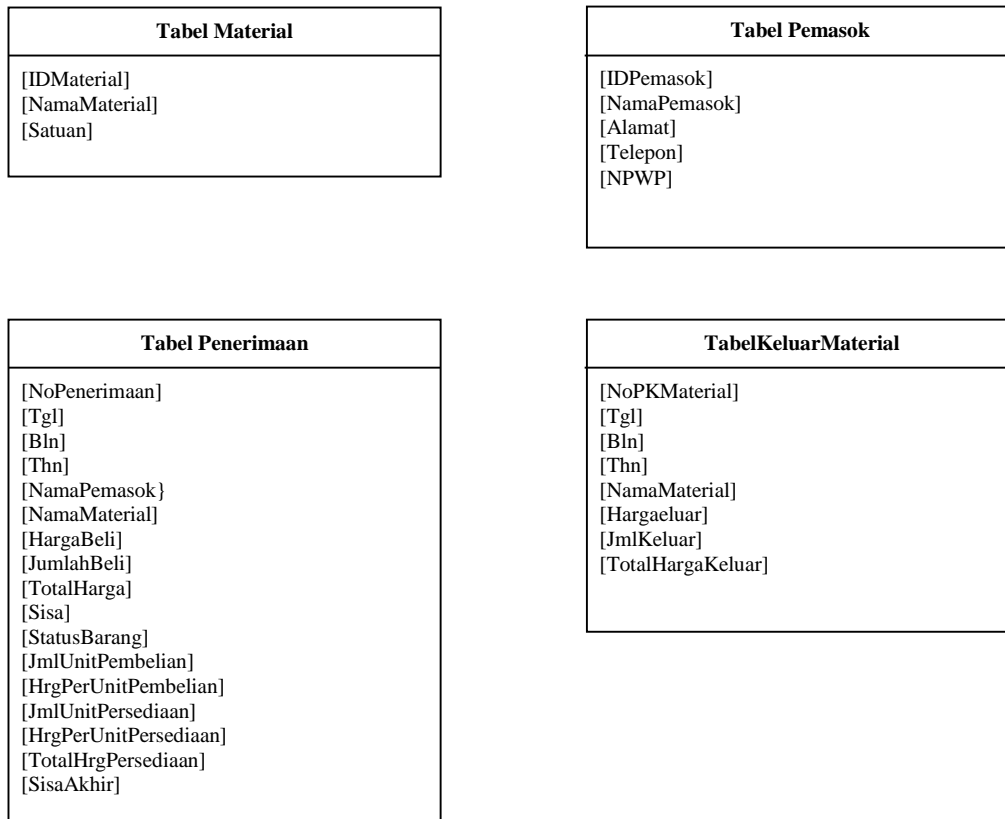 Tabel Material
[IDMaterial]
[NamaMaterial]
[Satuan]
Tabel Pemasok
[IDPemasok]
[NamaPemasok]
[Alamat]
[Telepon]
[NPWP]
Tabel Penerimaan
[NoPenerimaan]
[Tgl]
[Bln]
[Thn]
[NamaPemasok}
[NamaMaterial]
[HargaBeli]
[JumlahBeli]
[TotalHarga]
[Sisa]
[StatusBarang]
[JmlUnitPembelian]
[HrgPerUnitPembelian]
[JmlUnitPersediaan]
[HrgPerUnitPersediaan]
[TotalHrgPersediaan]
[SisaAkhir]
TabelKeluarMaterial
[NoPKMaterial]
[Tgl]
[Bln]
[Thn]
[NamaMaterial]
[Hargaeluar]
[JmlKeluar]
[TotalHargaKeluar]